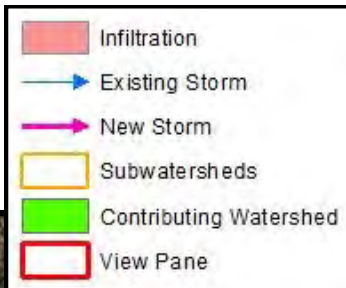 Infiltration
Existing Storm
New Storm
Subwatersheds
Contributing Watershed
View Pane